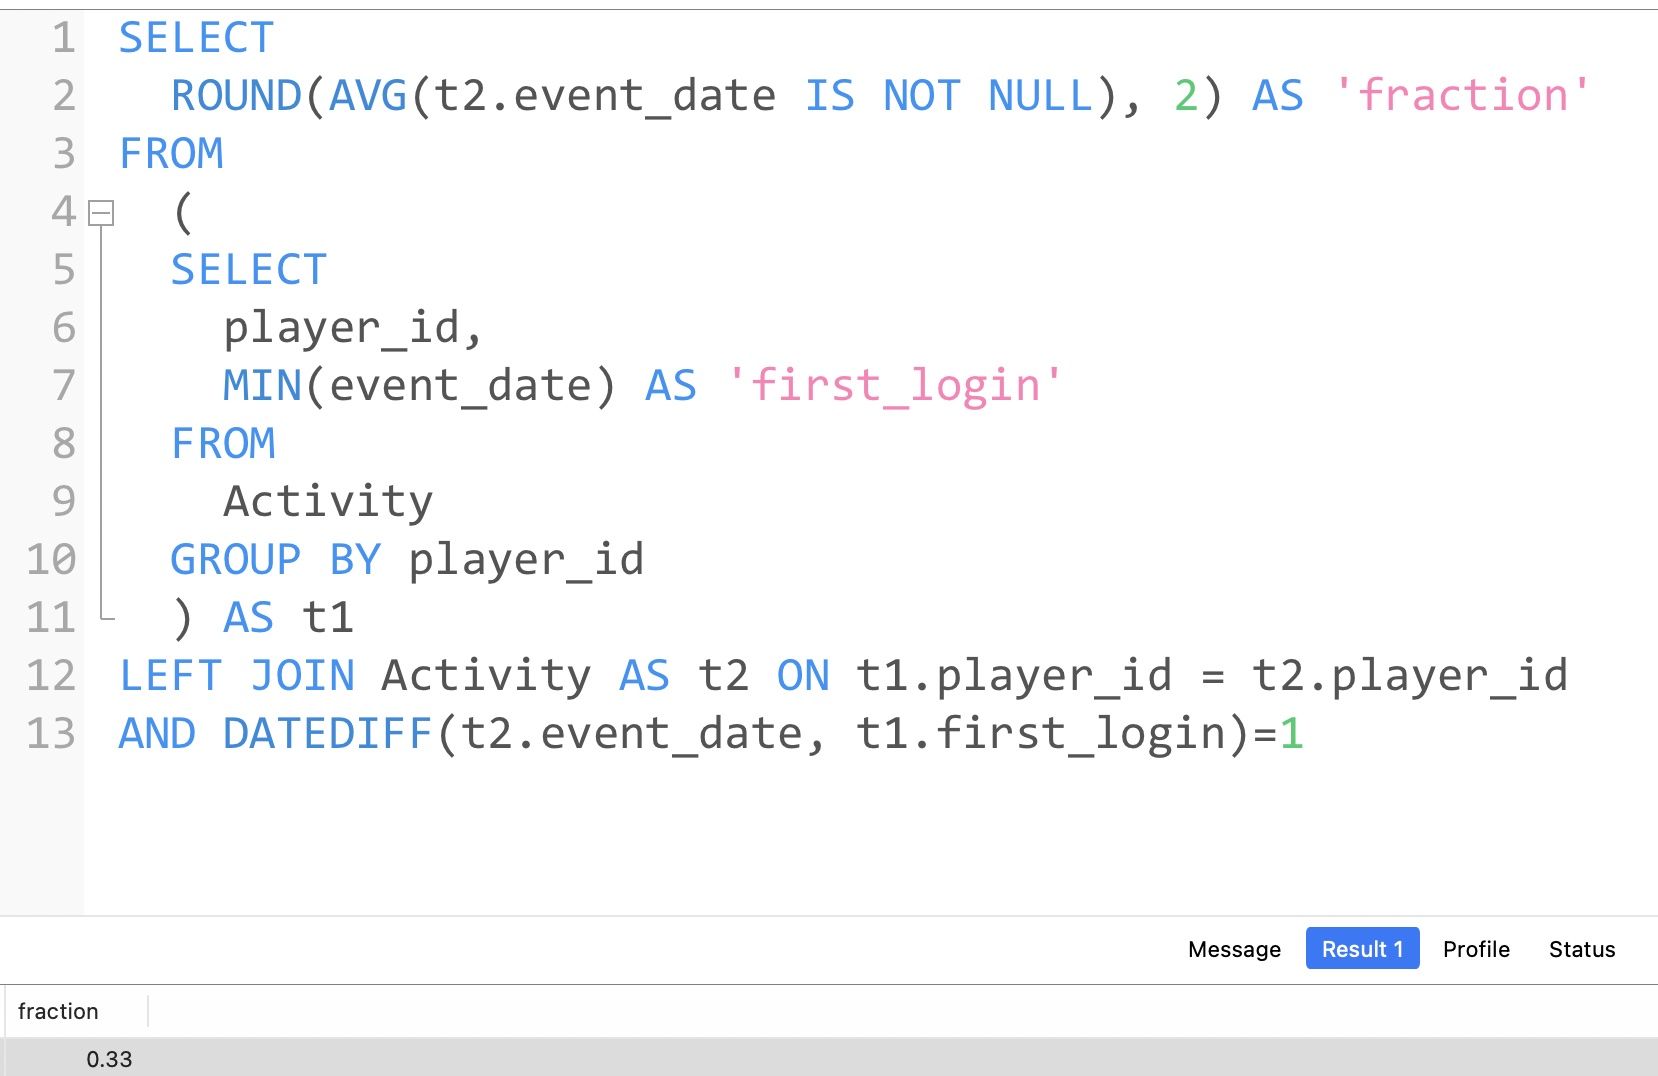 1 SELECT
2 ROUND(AVG(t2.event_date IS NOT NULL), 2) AS 'fraction'
3 FROM
4 (
5 SELECT
6 player_id,
7 MIN(event_date) AS 'first_login'
8 FROM
9 Activity
10 GROUP BY player_id
11 ) AS t1
12 LEFT JOIN Activity AS t2 ON t1.player_id = t2.player_id
13 AND DATEDIFF(t2.event_date, t1.first_login)=1
Message Result 1 Profile Status
fraction
0.33